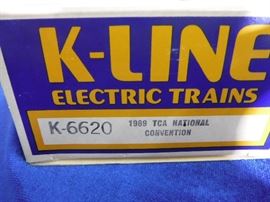 K-LINE
ELECTRIC TRAINS
K-6620 1989 TCA NATIONAL
CONVENTION